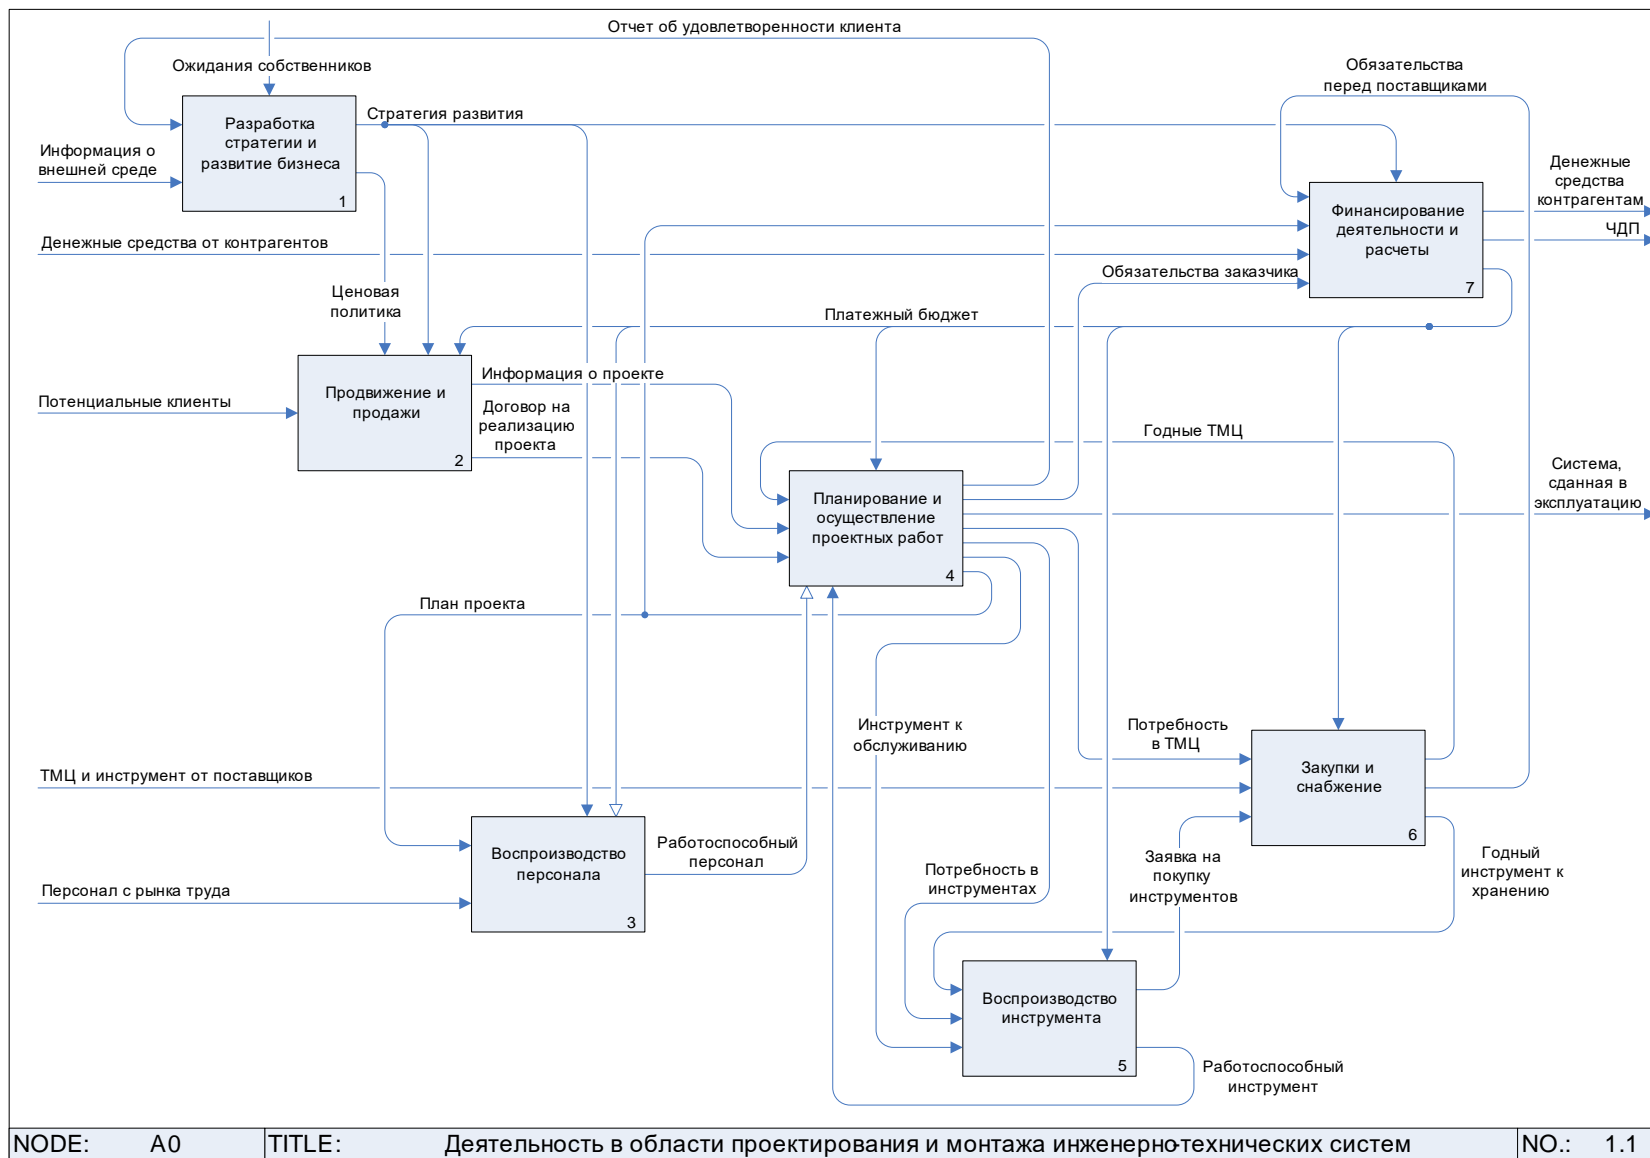 Отчет об удовлетворенности клиента
Ожидания собственников
Обязательства
перед поставщиками
Разработка
стратегии и
развитие бизнеса
1
Стратегия развития
Информация о
внешней среде
Денежные
средства
контрагентам
ЧДП
Финансирование
деятельности и
расчеты
7
Денежные средства от контрагентов
Обязательства заказчика
Ценовая
политика
Платежный бюджет
Продвижение и
продажи
2
Информация о проекте
Потенциальные клиенты
Договор на
реализацию
проекта
Годные ТМЦ
Система,
сданная в
эксплуатацию
Планирование и
осуществление
проектных работ
4
План проекта
Инструмент к
обслуживанию
Потребность
в ТМЦ
ТМЦ и инструмент от поставщиков
Закупки и
снабжение
6
Воспроизводство
персонала
3
Работоспособный
персонал
Персонал с рынка труда
Потребность в
инструментах
Заявка на
покупку
инструментов
Годный
инструмент к
хранению
Воспроизводство
инструмента
5
Работоспособный
инструмент
NODE: A0 TITLE: Деятельность в области проектирования и монтажа инженерно-технических систем NO.: 1.1